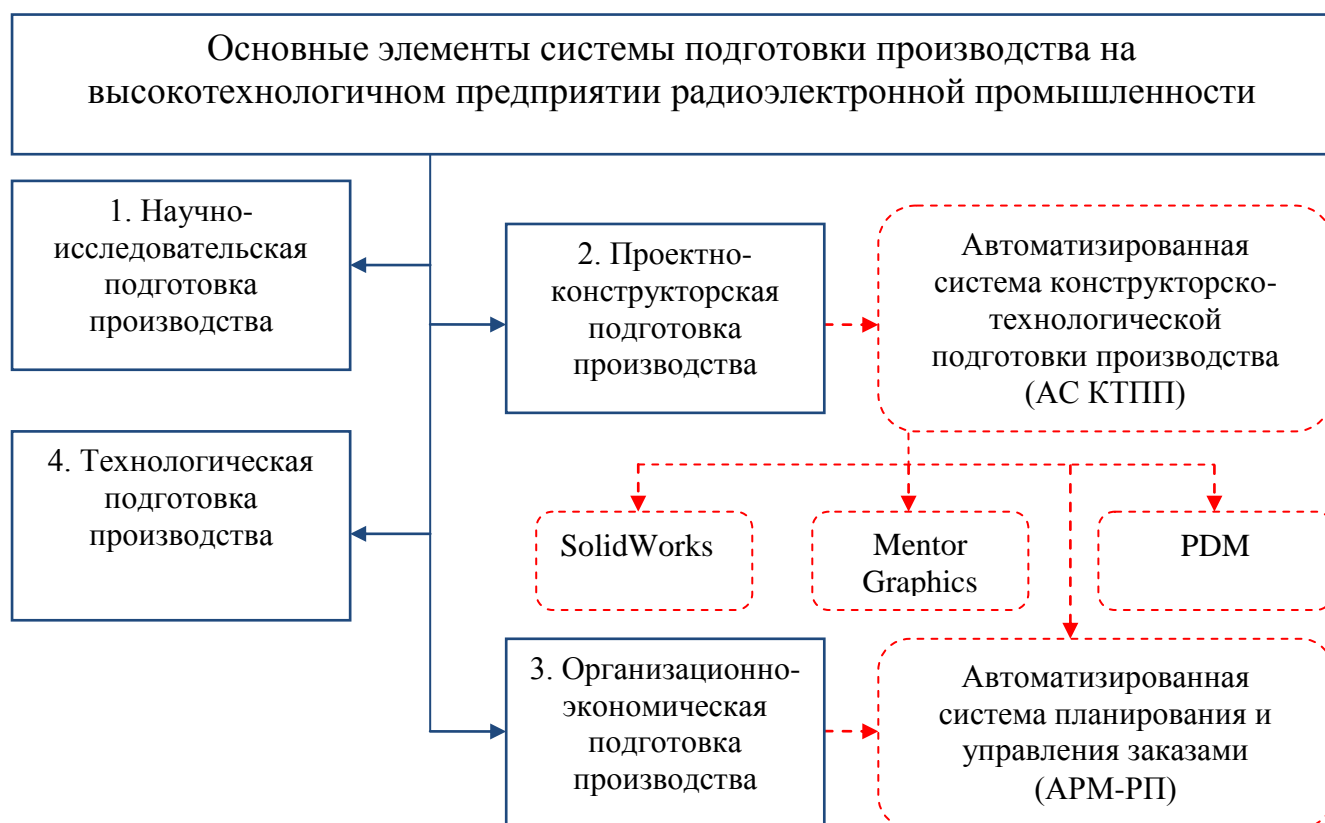 Основные элементы системы подготовки производства на
высокотехнологичном предприятии радиоэлектронной промышленности
1. Научно-
исследовательская
подготовка
производства
2. Проектно-
конструкторская
подготовка
производства
Автоматизированная
система конструкторско-
технологической
подготовки производства
(АС КТПП)
4. Технологическая
подготовка
производства
SolidWorks
Mentor
Graphics
PDM
3. Организационно-
экономическая
подготовка
производства
Автоматизированная
система планирования и
управления заказами
(АРМ-РП)